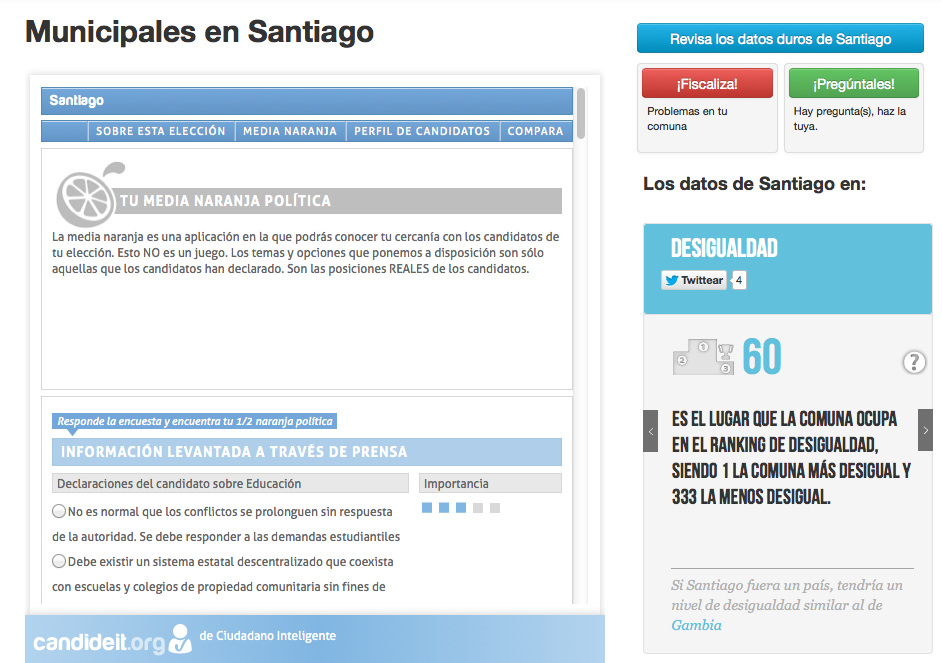 Municipales en Santiago
Santiago
SOBRE ESTA ELECCIÓN
MEDIA NARANJA
PERFIL DE CANDIDATOS
COMPARA
TU MEDIA NARANJA POLÍTICA
La media naranja es una aplicación en la que podrás conocer tu cercanía con los candidatos de
tu elección. Esto NO es un juego. Los temas y opciones que ponemos a disposición son sólo
aquellas que los candidatos han declarado. Son las posiciones REALES de los candidatos.
Responde la encuesta y encuentra tu 1/2 naranja política
INFORMACIÓN LEVANTADA A TRAVÉS DE PRENSA
Declaraciones del candidato sobre Educación
Importancia
No es normal que los conflictos se prolonguen sin respuesta
de la autoridad. Se debe responder a las demandas estudiantiles
Debe existir un sistema estatal descentralizado que coexista
con escuelas y colegios de propiedad comunitaria sin fines de
candideit.org
de Ciudadano Inteligente
Revisa los datos duros de Santiago
¡Fiscaliza!
Problemas en tu
comuna
¡Pregúntales!
Hay pregunta(s), haz la
tuya.
Los datos de Santiago en:
DESIGUALDAD
Twittear
4
1
2
3
60
?
ES EL LUGAR QUE LA COMUNA OCUPA
EN EL RANKING DE DESIGUALDAD,
SIENDO 1 LA COMUNA MÁS DESIGUAL Y
333 LA MENOS DESIGUAL.
Si Santiago fuera un país, tendría un
nivel de desigualdad similar al de
Gambia